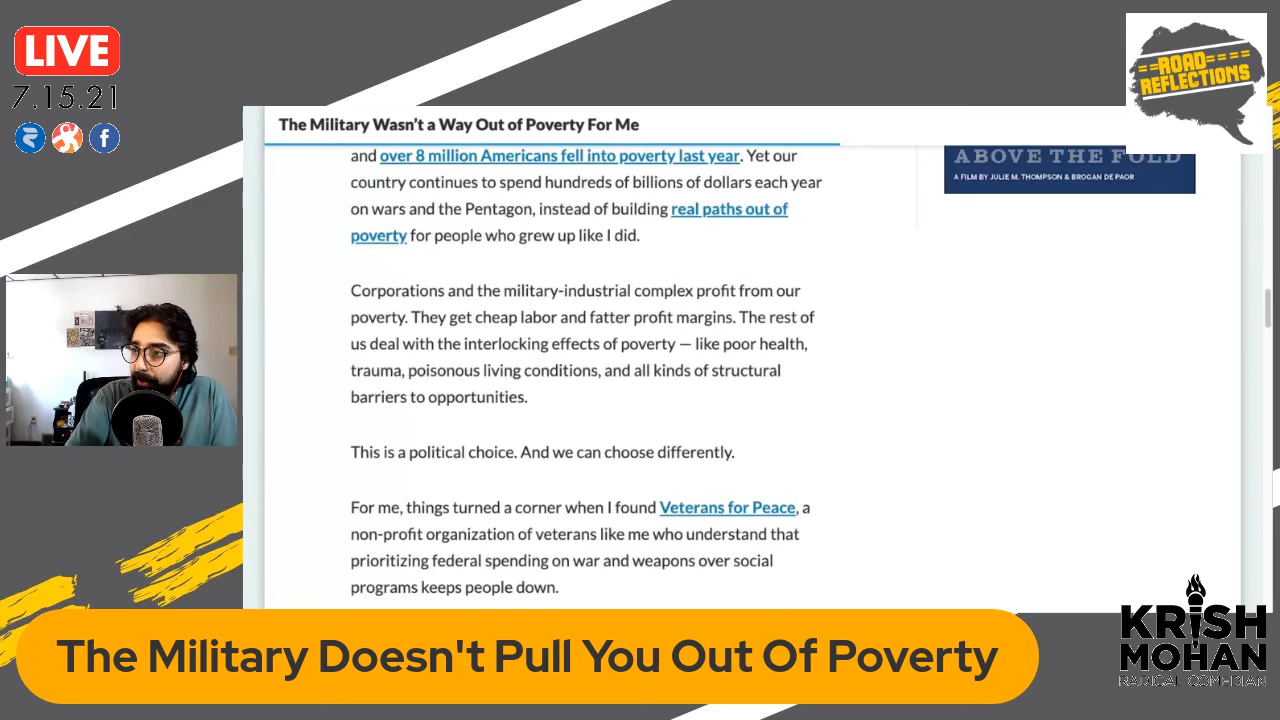 LIVE
7.15.21
==ROAD====
REFLECTIONS
The Military Wasn't a Way Out of Poverty For Me
and over 8 million Americans fell into poverty last year. Yet our
country continues to spend hundreds of billions of dollars each year
on wars and the Pentagon, instead of building real paths out of
poverty for people who grew up like I did.
Corporations and the military-industrial complex profit from our
poverty. They get cheap labor and fatter profit margins. The rest of
us deal with the interlocking effects of poverty — like poor health,
trauma, poisonous living conditions, and all kinds of structural
barriers to opportunities.
This is a political choice. And we can choose differently.
For me, things turned a corner when I found Veterans for Peace, a
non-profit organization of veterans like me who understand that
prioritizing federal spending on war and weapons over social
programs keeps people down.
ABOVE THE FOLD
A FILM BY JULIE M. THOMPSON & BROGAN DE PAOR
The Military Doesn't Pull You Out Of Poverty
KRISH
MOHAN
RADICAL COMEDIAN